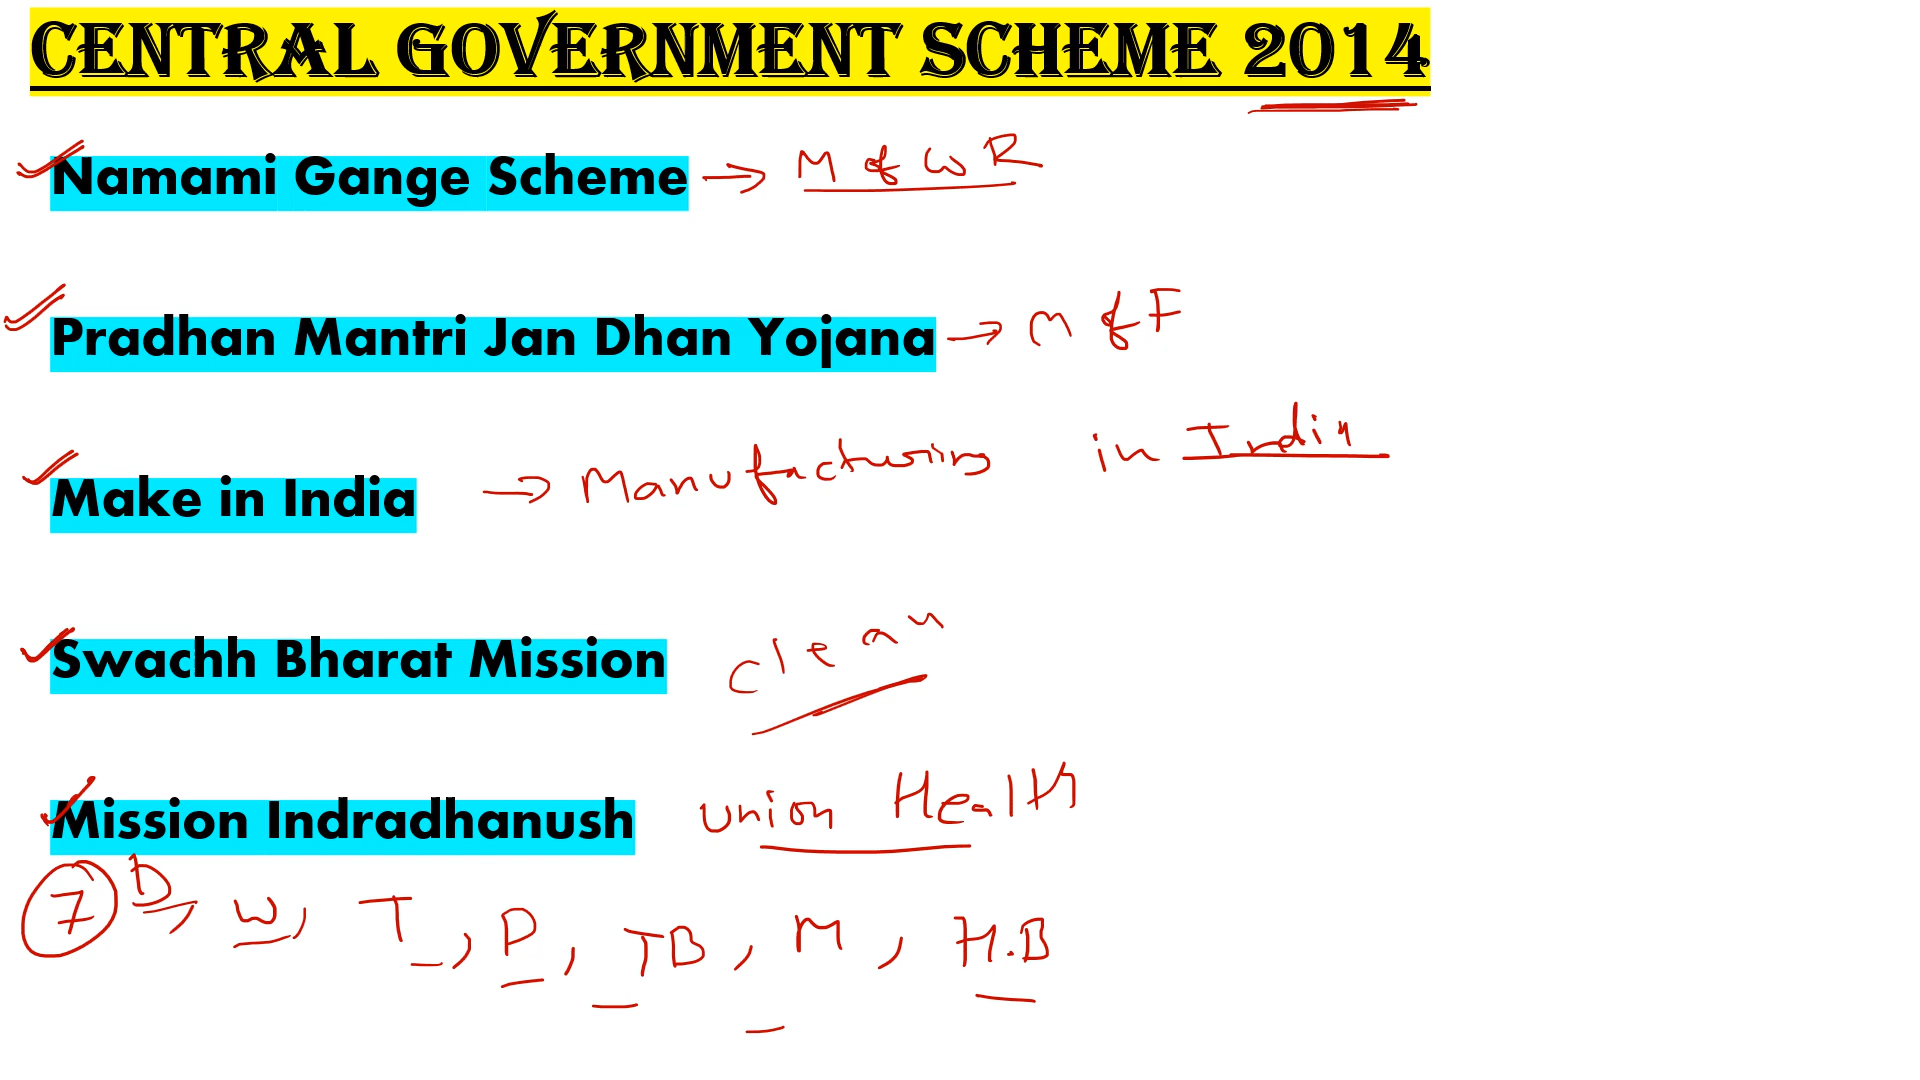 CENTRAL GOVERNMENT SCHEME 2014
Namami Gange Scheme → M of W R
Pradhan Mantri Jan Dhan Yojana → M of F
Make in India → Manufacturing in India
Swachh Bharat Mission clean
Mission Indradhanush union Health
7 D, W, T, P, TB, M, H.B